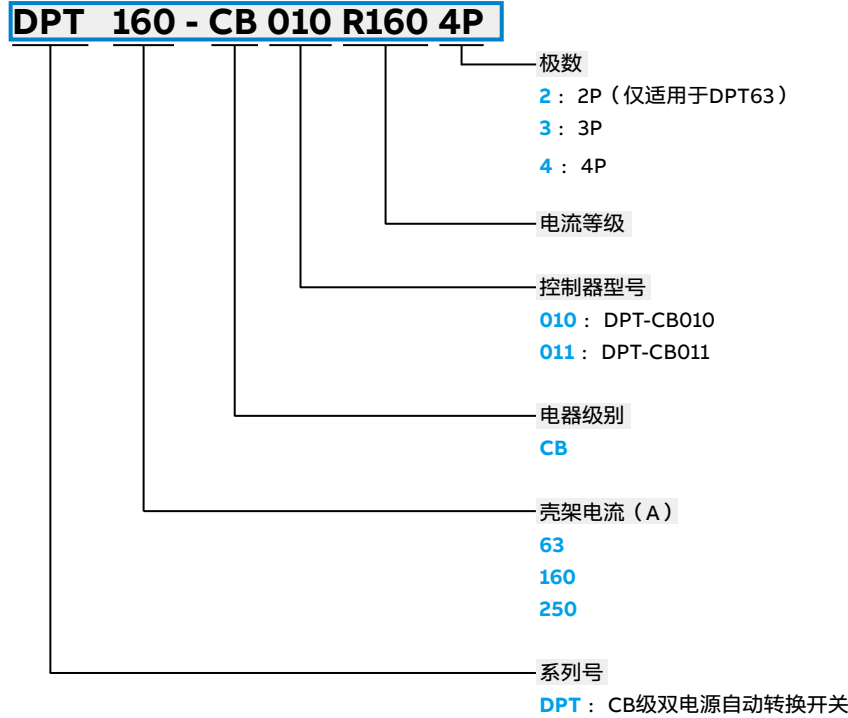 DPT 160 - CB 010 R160 4P
极数
2： 2P（仅适用于DPT63）
3： 3P
4： 4P
电流等级
控制器型号
010： DPT-CB010
011： DPT-CB011
电器级别
CB
壳架电流（A）
63
160
250
系列号
DPT： CB级双电源自动转换开关